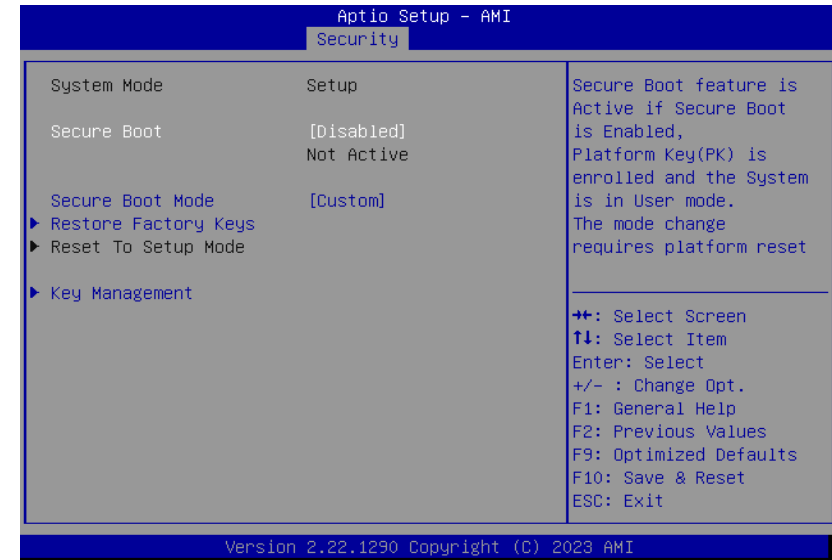 Aptio Setup – AMI
Security
System Mode Setup
Secure Boot [Disabled]
Not Active
Secure Boot Mode [Custom]
▶ Restore Factory Keys
▶ Reset To Setup Mode
▶ Key Management
Secure Boot feature is
Active if Secure Boot
is Enabled,
Platform Key(PK) is
enrolled and the System
is in User mode.
The mode change
requires platform reset
→←: Select Screen
↑↓: Select Item
Enter: Select
+/- : Change Opt.
F1: General Help
F2: Previous Values
F9: Optimized Defaults
F10: Save & Reset
ESC: Exit
Version 2.22.1290 Copyright (C) 2023 AMI